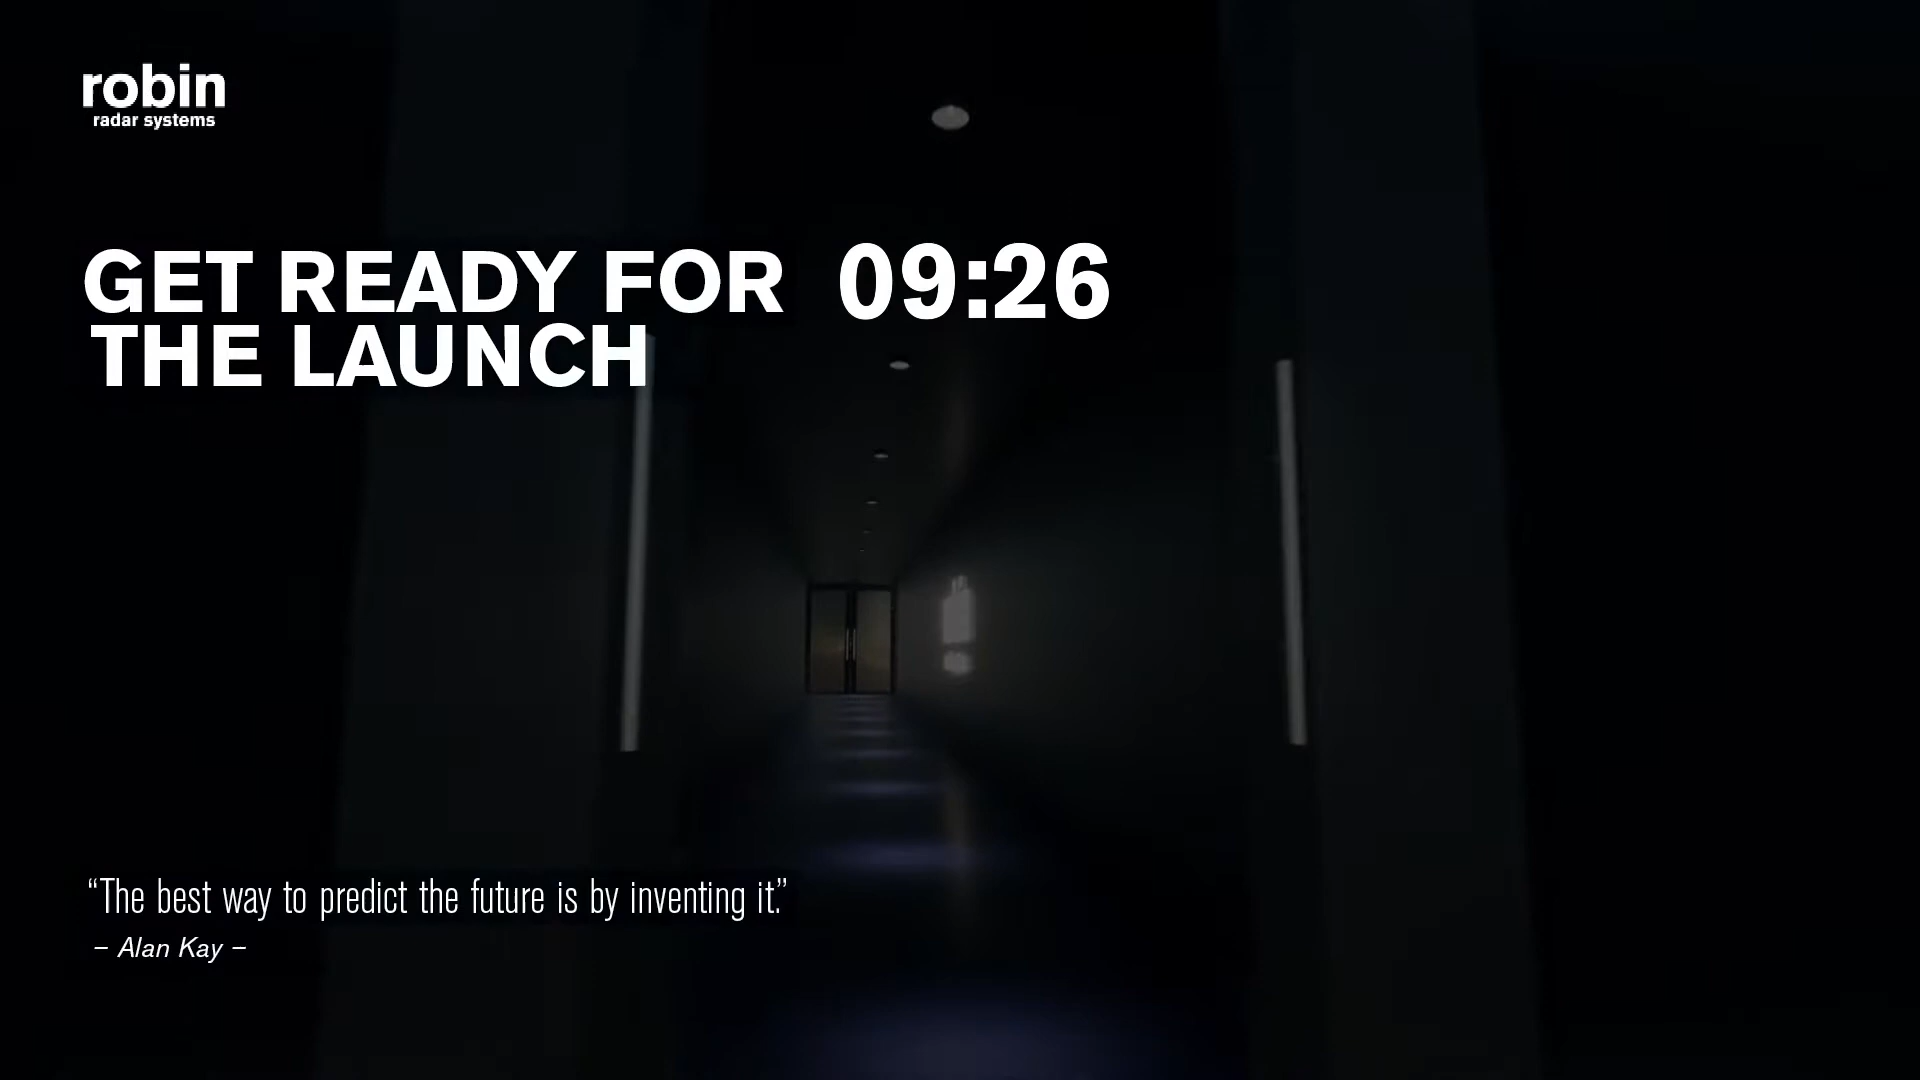 robin
radar systems
GET READY FOR 09:26
THE LAUNCH
“The best way to predict the future is by inventing it.”
– Alan Kay –